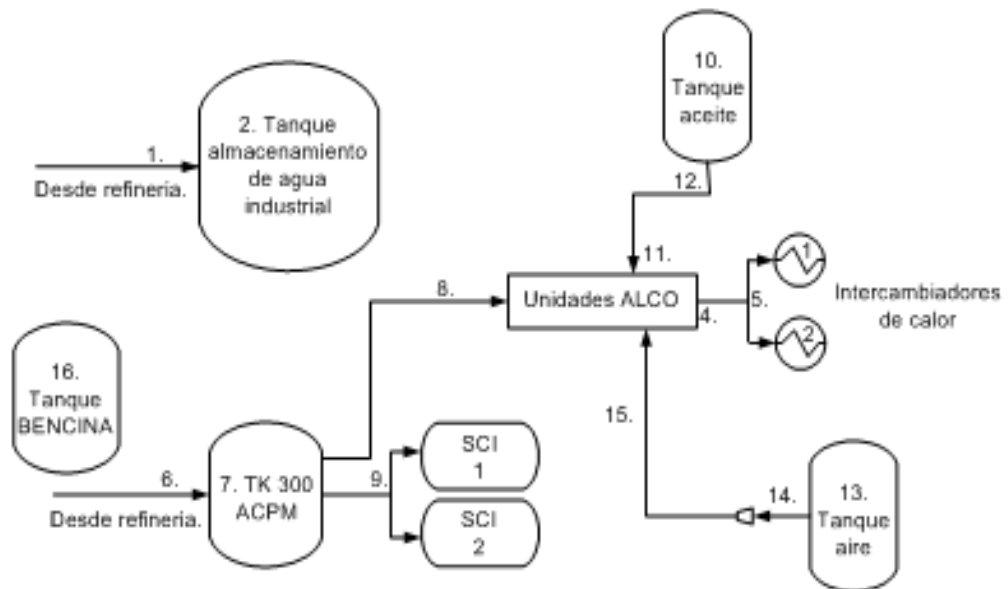 10.
Tanque
aceite
2. Tanque
almacenamiento
de agua
industrial
1.
Desde refineria.
12.
11.
8.
Unidades ALCO
4.
5.
1
2
Intercambiadores
de calor
16.
Tanque
BENCINA
15.
6.
Desde refineria.
7. TK 300
ACPM
9.
SCI
1
SCI
2
14.
13.
Tanque
aire